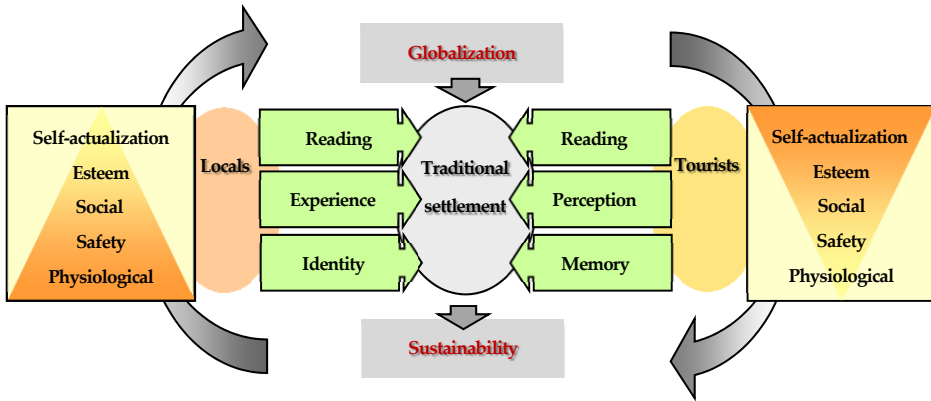 Globalization
Self-actualization
Esteem
Social
Safety
Physiological
Locals
Reading
Experience
Identity
Traditional
settlement
Reading
Perception
Memory
Tourists
Self-actualization
Esteem
Social
Safety
Physiological
Sustainability